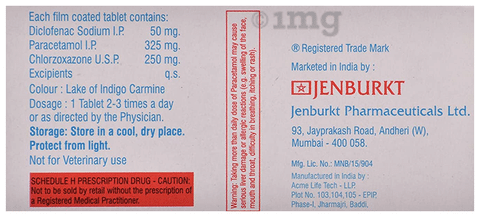 Each film coated tablet contains:
Diclofenac Sodium I.P. 50 mg.
Paracetamol I.P. 325 mg.
Chlorzoxazone U.S.P. 250 mg.
Excipients q.s.
Colour : Lake of Indigo Carmine
Dosage : 1 Tablet 2-3 times a day
or as directed by the Physician.
Storage: Store in a cool, dry place.
Protect from light.
Not for Veterinary use
SCHEDULE H PRESCRIPTION DRUG - CAUTION:
Not to be sold by retail without the prescription of
a Registered Medical Practitioner.
Warning: Taking more than daily dose of Paracetamol may cause
serious liver damage or allergic reactions (e.g. swelling of the face,
mouth and throat, difficulty in breathing, itching or rash).
1mg
® Registered Trade Mark
Marketed in India by :
JENBURKT
Jenburkt Pharmaceuticals Ltd.
93, Jayprakash Road, Andheri (W),
Mumbai - 400 058.
Mfg. Lic. No.: MNB/15/904
Manufactured in India by :
Acme Life Tech - LLP.
Plot No. 103,104,105 - EPIP,
Phase-I, Jharmajri, Baddi,